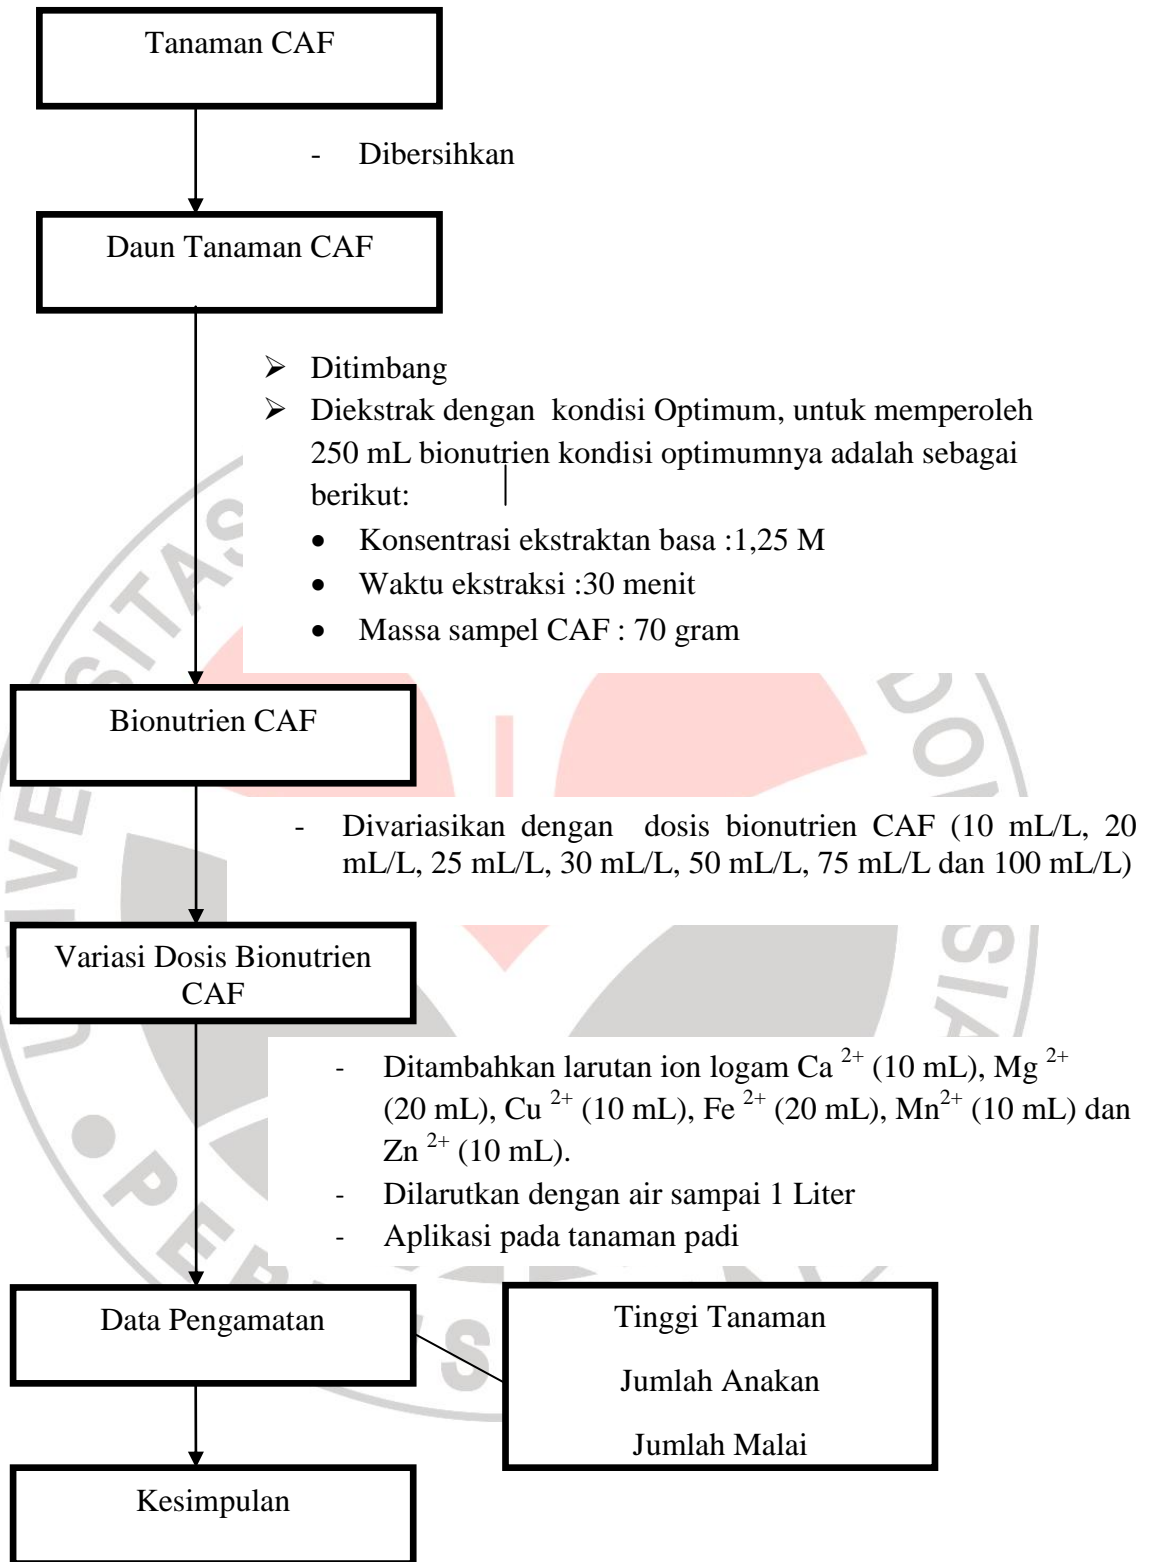 Tanaman CAF
- Dibersihkan
Daun Tanaman CAF
➢ Ditimbang
➢ Diekstrak dengan kondisi Optimum, untuk memperoleh
250 mL bionutrien kondisi optimumnya adalah sebagai
berikut:
• Konsentrasi ekstraktan basa :1,25 M
• Waktu ekstraksi :30 menit
• Massa sampel CAF : 70 gram
Bionutrien CAF
- Divariasikan dengan dosis bionutrien CAF (10 mL/L, 20
mL/L, 25 mL/L, 30 mL/L, 50 mL/L, 75 mL/L dan 100 mL/L)
Variasi Dosis Bionutrien
CAF
- Ditambahkan larutan ion logam Ca ²⁺ (10 mL), Mg ²⁺
(20 mL), Cu ²⁺ (10 mL), Fe ²⁺ (20 mL), Mn²⁺ (10 mL) dan
Zn ²⁺ (10 mL).
- Dilarutkan dengan air sampai 1 Liter
- Aplikasi pada tanaman padi
Data Pengamatan
Tinggi Tanaman
Jumlah Anakan
Jumlah Malai
Kesimpulan